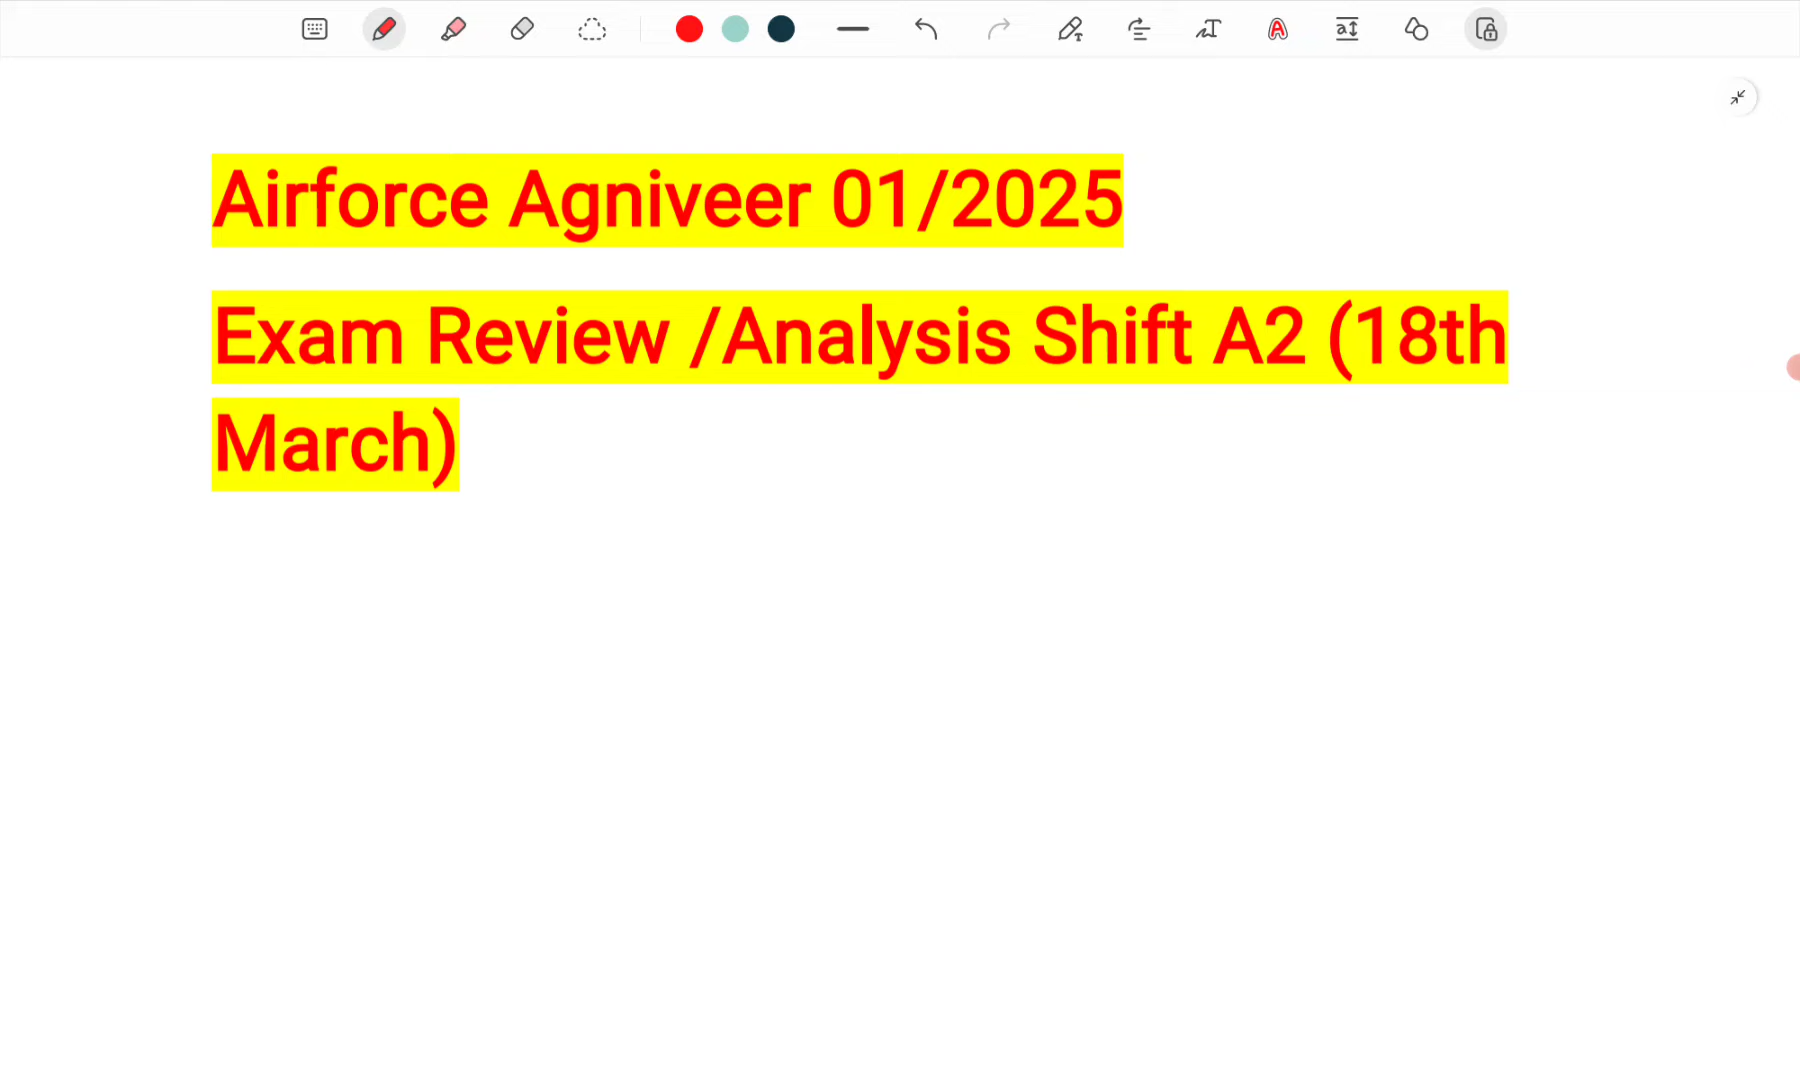 Airforce Agniveer 01/2025
Exam Review /Analysis Shift A2 (18th
March)